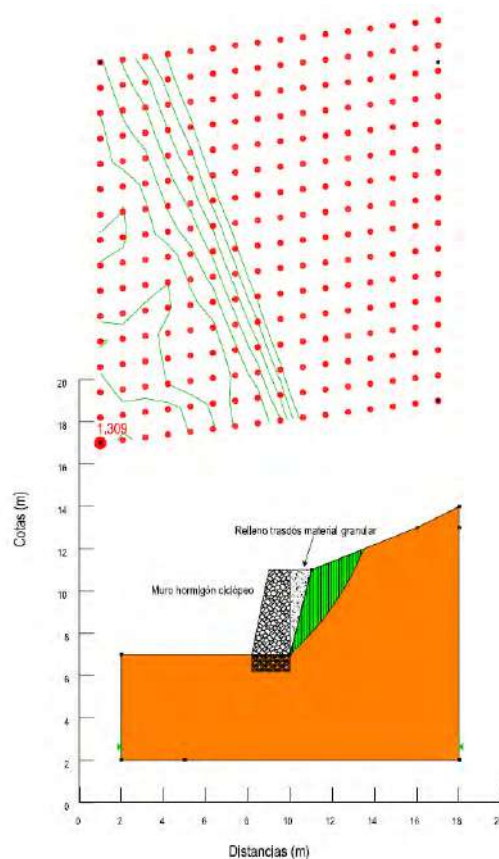 1.309
20
18
16
14
12
10
8
6
4
2
0
Cotas (m)
Relleno trasdós material granular
Muro hormigón ciclópeo
0 2 4 6 8 10 12 14 16 18 20
Distancias (m)